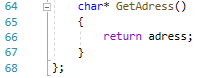 64 char* GetAdress()
65 {
66 return adress;
67 }
68 };